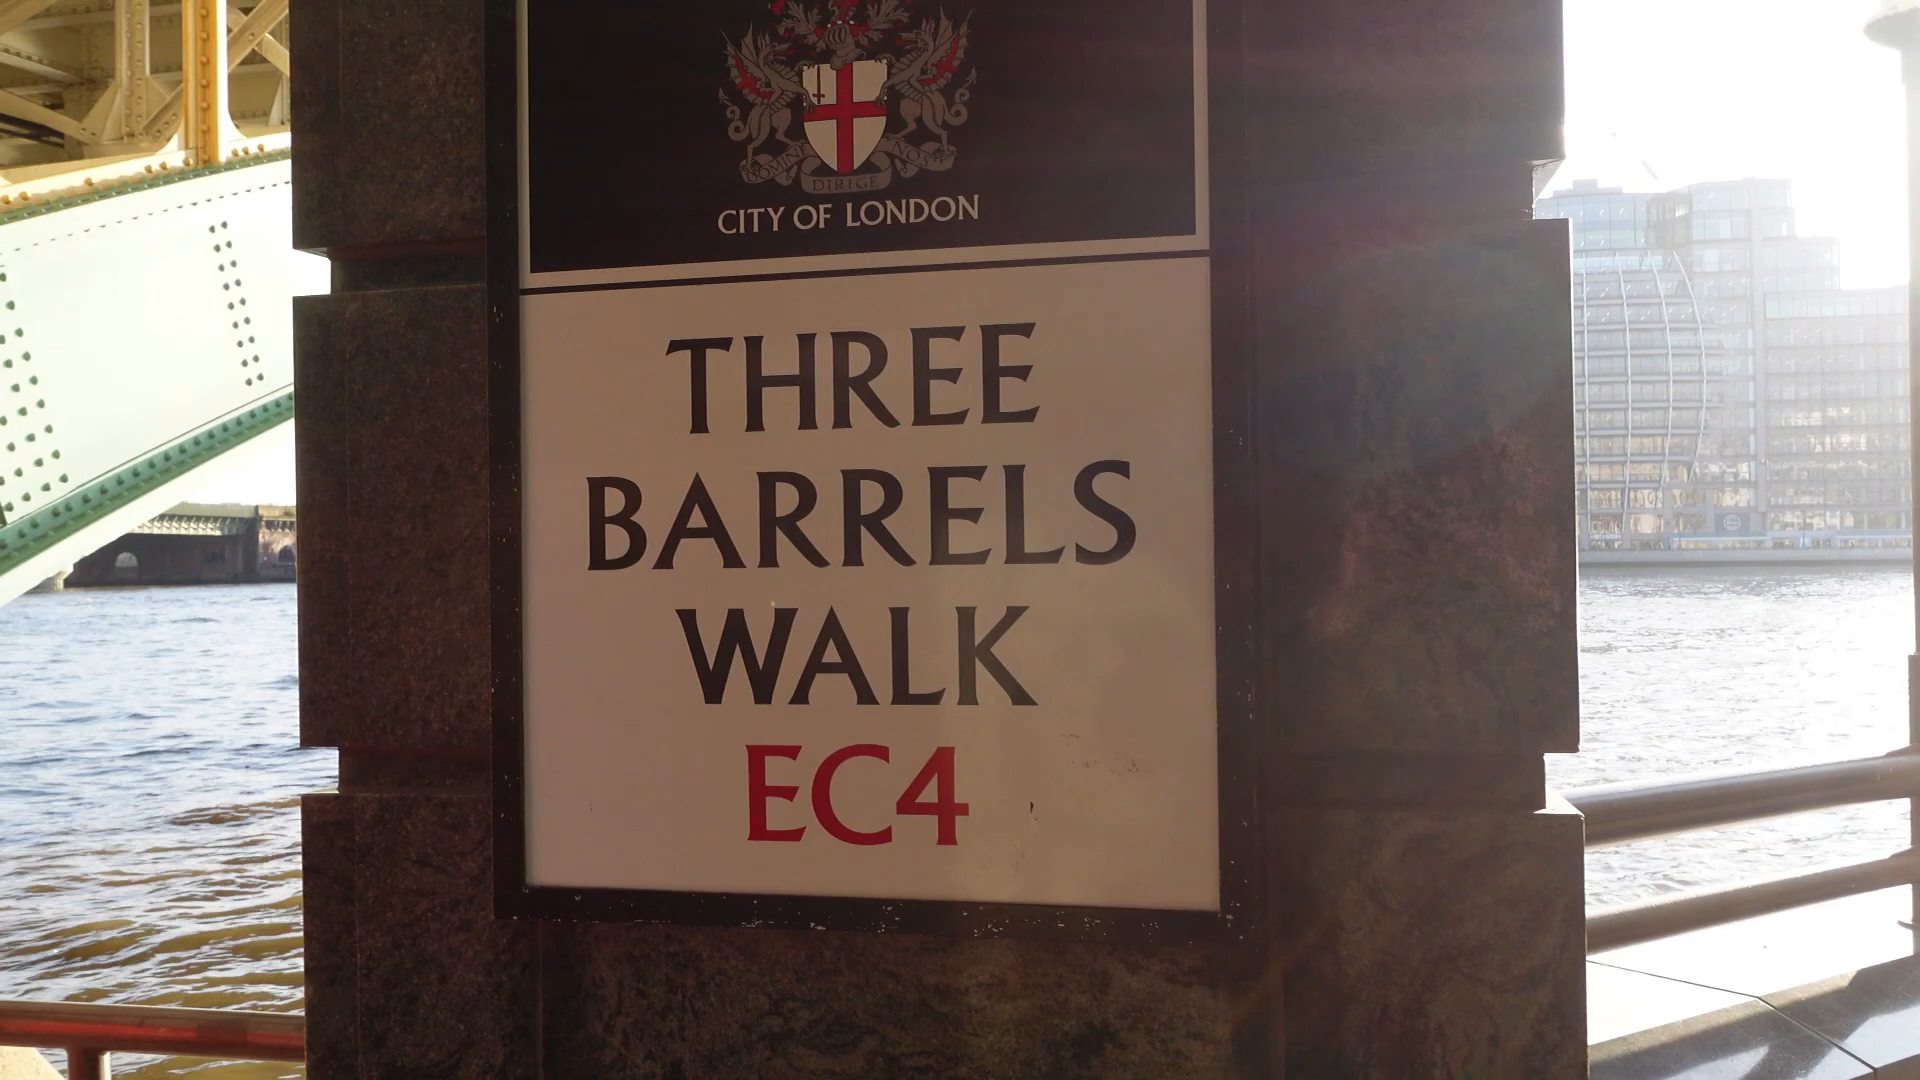 DOMINE DIRIGE NOS
CITY OF LONDON
THREE
BARRELS
WALK
EC4